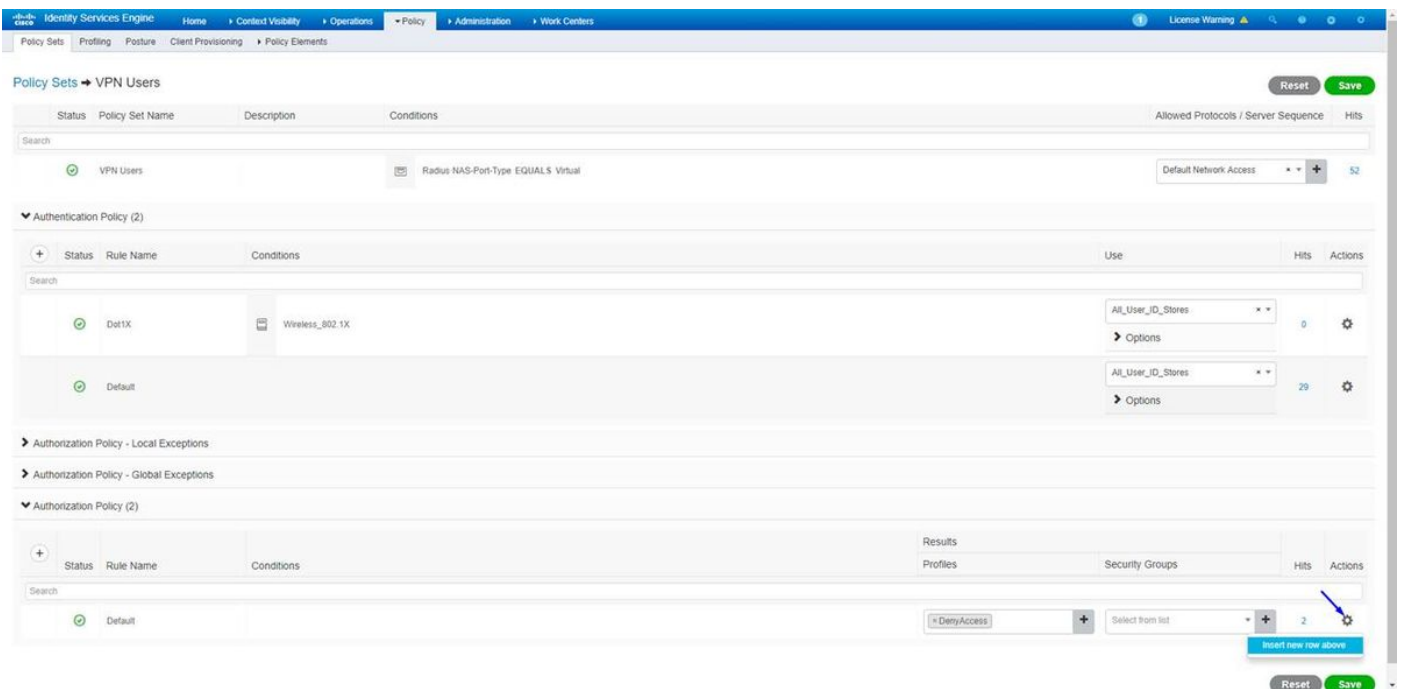 cisco Identity Services Engine Home Context Visibility Operations Policy Administration Work Centers 1 License Warning
Policy Sets Profiling Posture Client Provisioning Policy Elements
Policy Sets → VPN Users Reset Save
Status Policy Set Name Description Conditions Allowed Protocols / Server Sequence Hits
Search
VPN Users Radius NAS-Port-Type EQUALS Virtual Default Network Access × + 52
Authentication Policy (2)
+ Status Rule Name Conditions Use Hits Actions
Search
Dot1X Wireless_802.1X All_User_ID_Stores × 0
Options
Default All_User_ID_Stores × 29
Options
Authorization Policy - Local Exceptions
Authorization Policy - Global Exceptions
Authorization Policy (2)
Results
+ Status Rule Name Conditions Profiles Security Groups Hits Actions
Search
Default × DenyAccess + Select from list + 2
Insert new row above
Reset Save